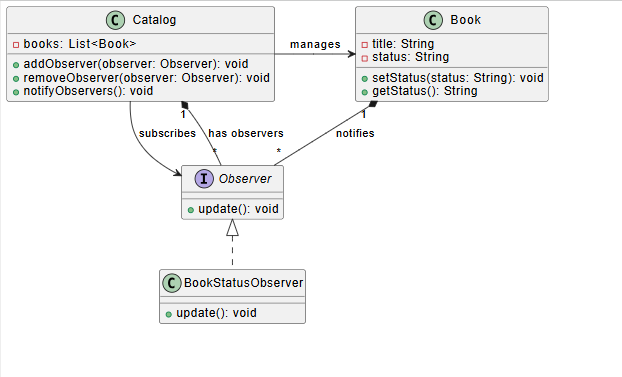 C Catalog
books: List<Book>
addObserver(observer: Observer): void
removeObserver(observer: Observer): void
notifyObservers(): void
manages
C Book
title: String
status: String
setStatus(status: String): void
getStatus(): String
1
1
subscribes
has observers
notifies
*
*
I Observer
update(): void
C BookStatusObserver
update(): void